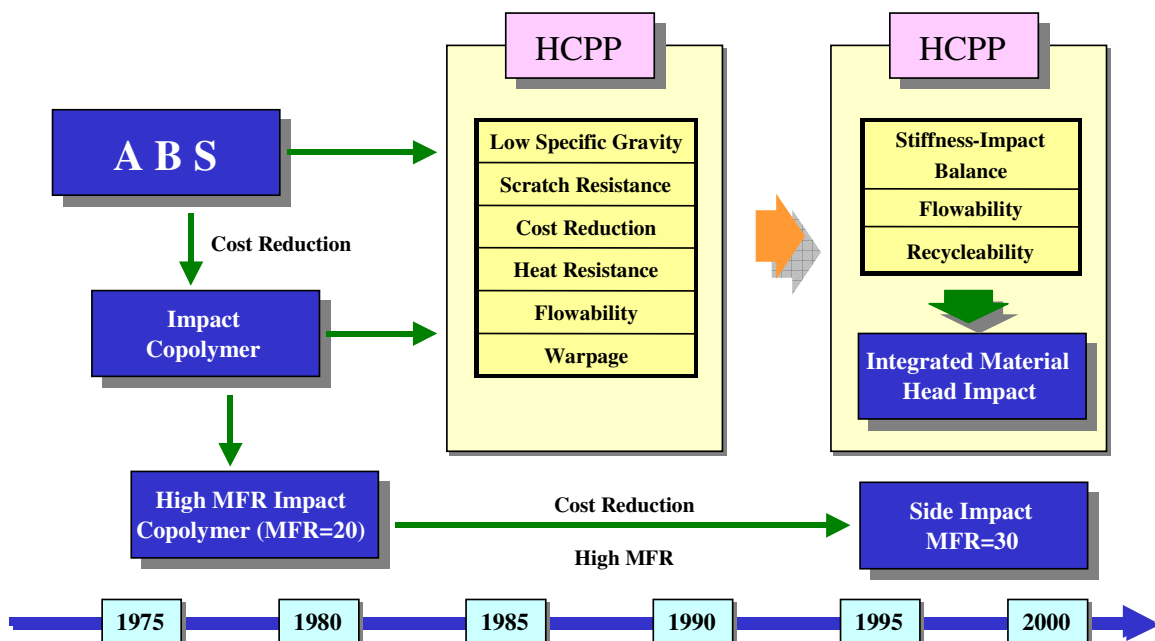 HCPP
HCPP
A B S
Cost Reduction
Impact
Copolymer
High MFR Impact
Copolymer (MFR=20)
Low Specific Gravity
Scratch Resistance
Cost Reduction
Heat Resistance
Flowability
Warpage
Stiffness-Impact
Balance
Flowability
Recycleability
Integrated Material
Head Impact
Cost Reduction
High MFR
Side Impact
MFR=30
1975
1980
1985
1990
1995
2000